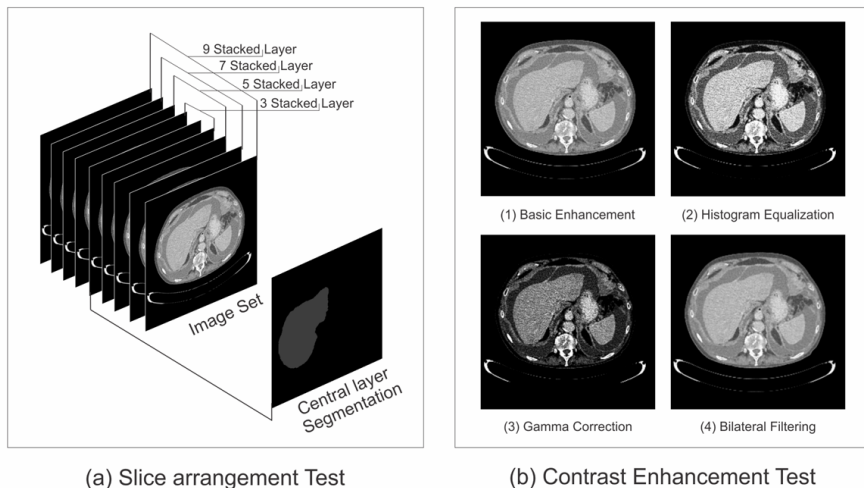 9 Stacked Layer
7 Stacked Layer
5 Stacked Layer
3 Stacked Layer
Image Set
Central layer
Segmentation
(a) Slice arrangement Test
(1) Basic Enhancement
(2) Histogram Equalization
(3) Gamma Correction
(4) Bilateral Filtering
(b) Contrast Enhancement Test